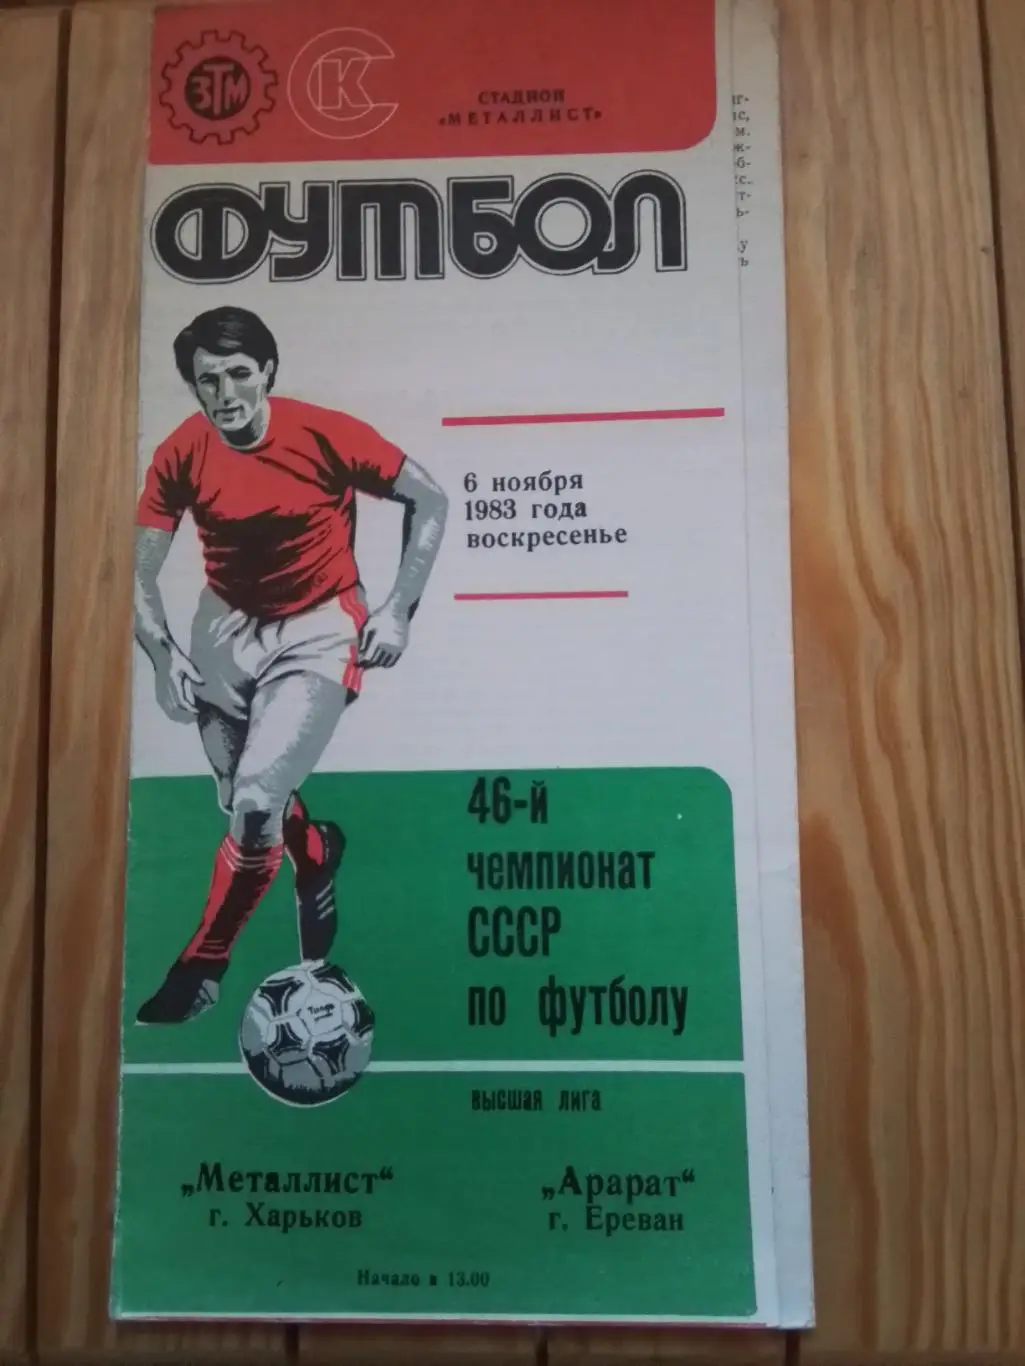 ЗТМ
СК
СТАДИОН
«МЕТАЛЛИСТ»
ФУТБОЛ
6 ноября
1983 года
воскресенье
46-й
чемпионат
СССР
по футболу
высшая лига
„Металлист“
г. Харьков
„Арарат“
г. Ереван
Начало в 13.00